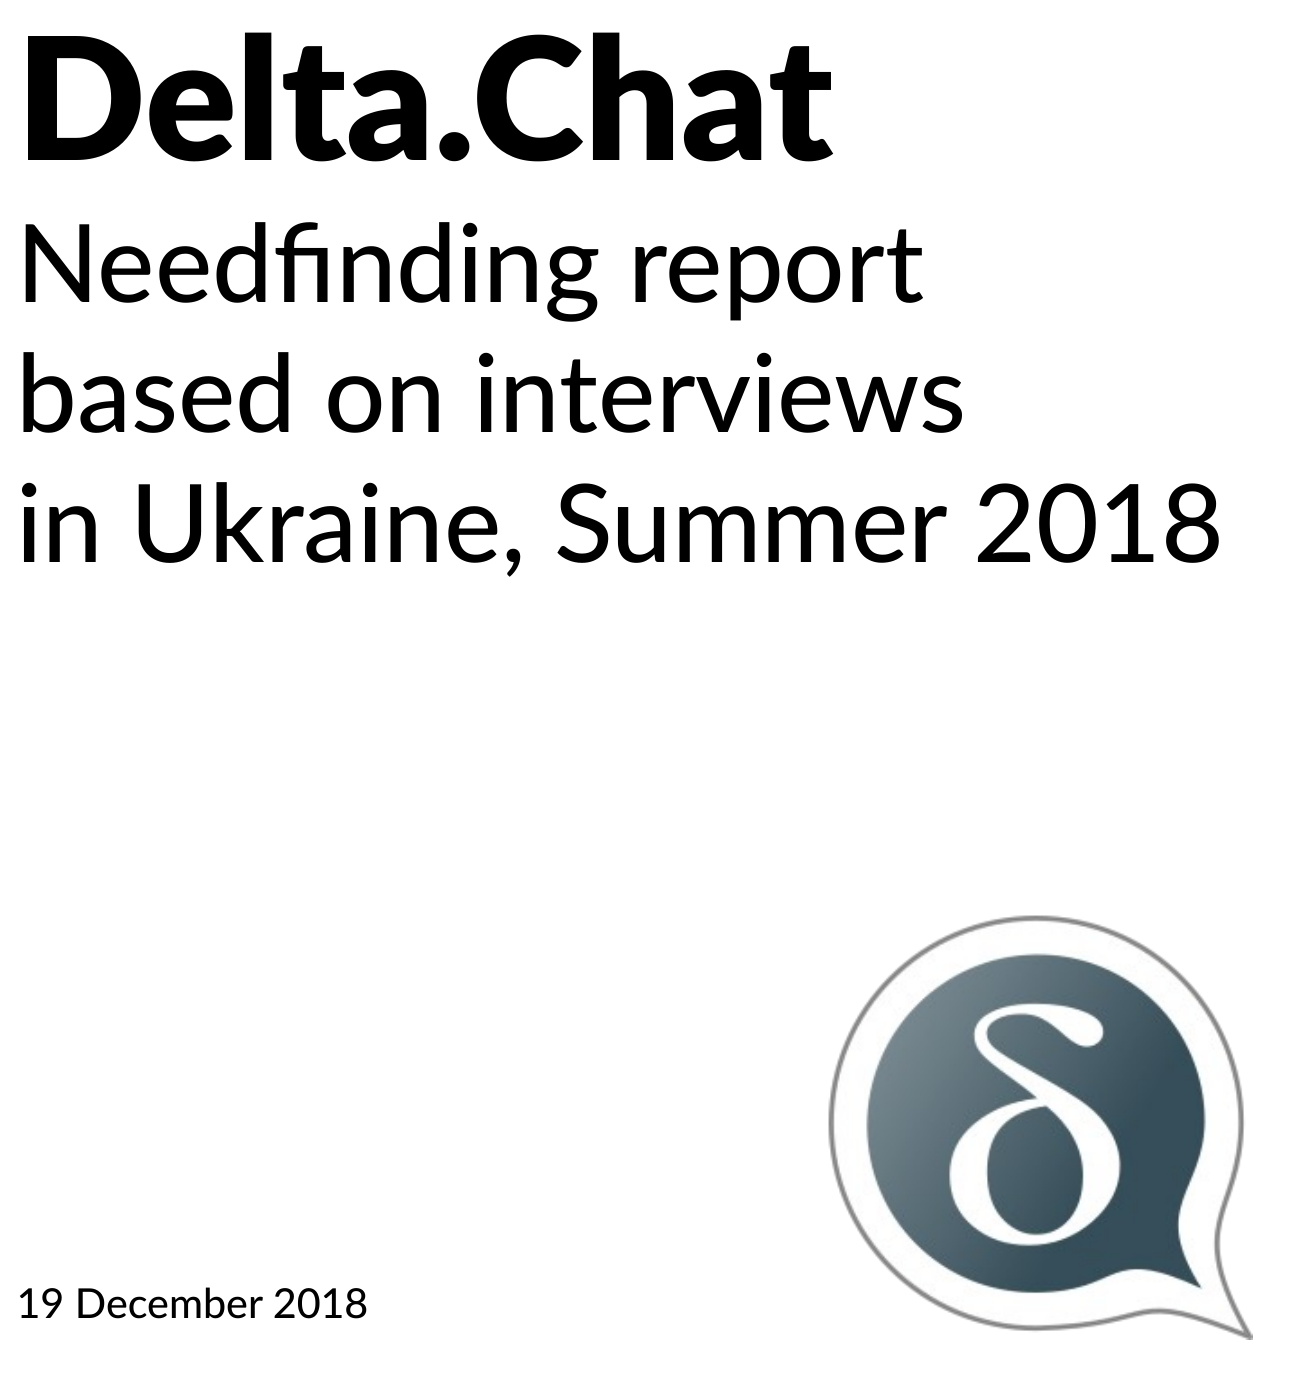 Delta.Chat
Needfinding report
based on interviews
in Ukraine, Summer 2018
δ
19 December 2018